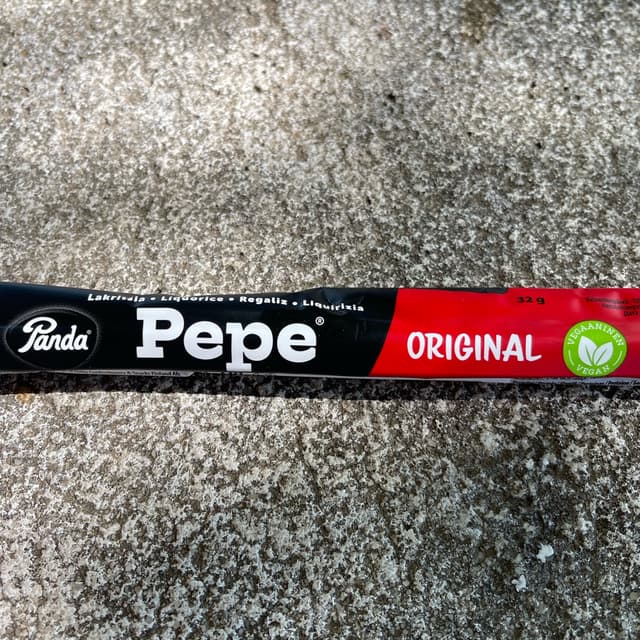 Lakritsia • Liquorice • Regaliz • Liquirizia
Panda
Pepe®
ORIGINAL
32 g
VEGAANINEN
VEGAN